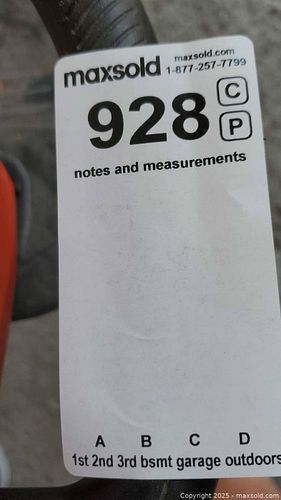 maxsold maxsold.com
1-877-257-7799
928 C
P
notes and measurements
A B C D
1st 2nd 3rd bsmt garage outdoors
Copyright © 2025 - maxsold.com